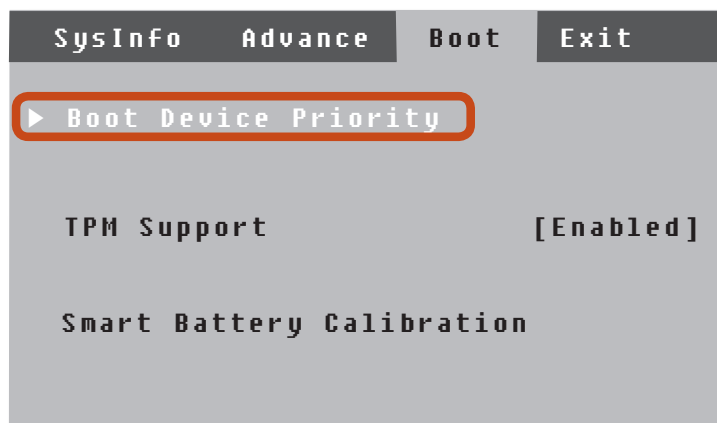 SysInfo Advance Boot Exit
Boot Device Priority
TPM Support [Enabled]
Smart Battery Calibration